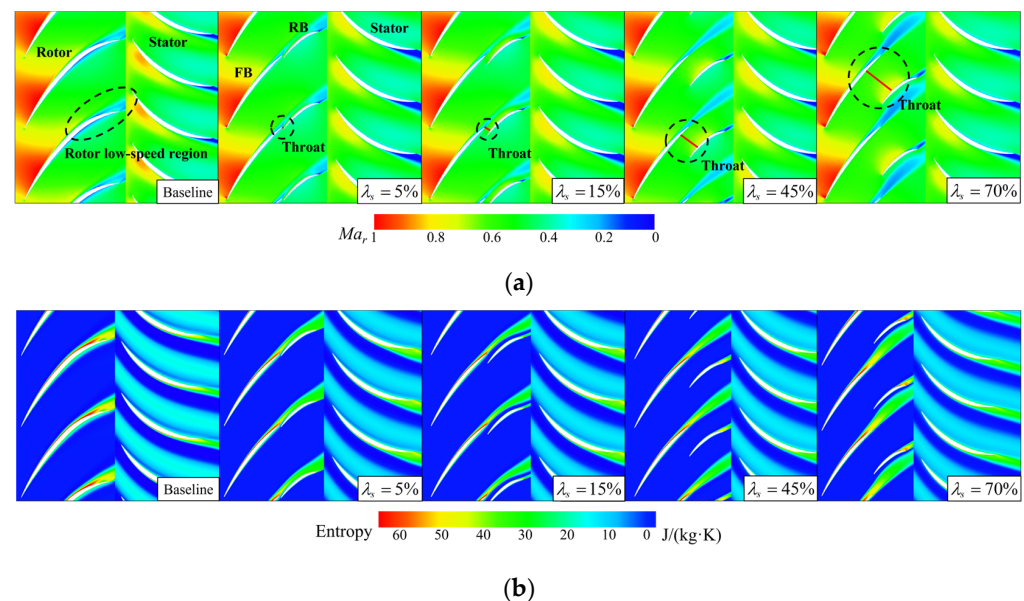 Rotor
Stator
Rotor low-speed region
Baseline
FB
RB
Stator
Throat
λs = 5%
Throat
λs = 15%
Throat
λs = 45%
Throat
λs = 70%
Mar 1 0.8 0.6 0.4 0.2 0
(a)
Baseline
λs = 5%
λs = 15%
λs = 45%
λs = 70%
Entropy 60 50 40 30 20 10 0 J/(kg·K)
(b)